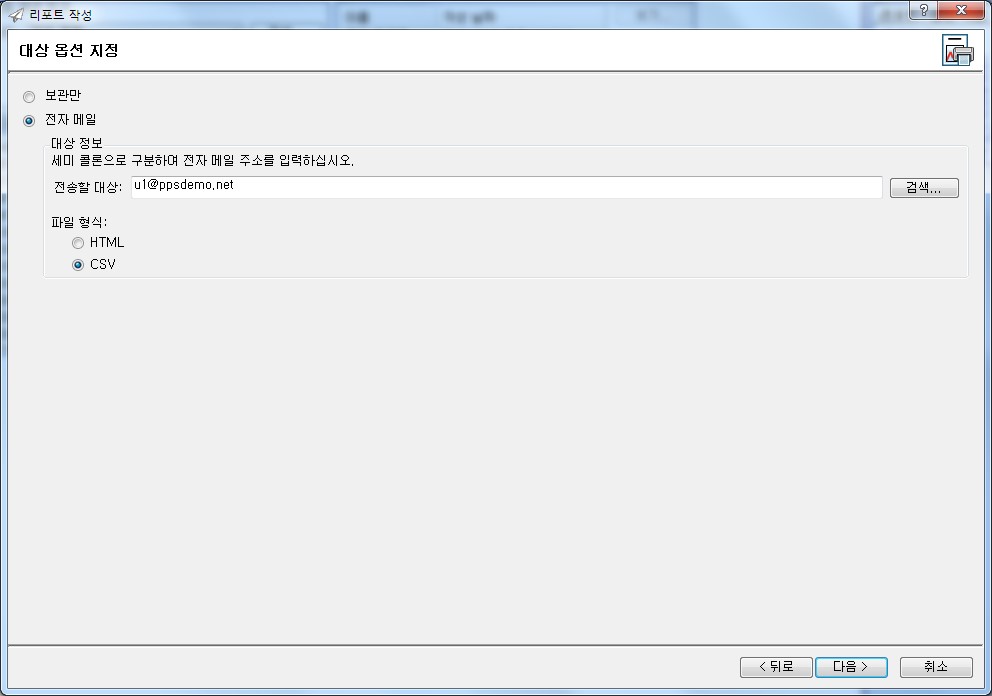 리포트 작성
대상 옵션 지정
보관만
전자 메일
대상 정보
세미 콜론으로 구분하여 전자 메일 주소를 입력하십시오.
전송할 대상: u1@ppsdemo.net 검색...
파일 형식:
HTML
CSV
< 뒤로 다음 > 취소